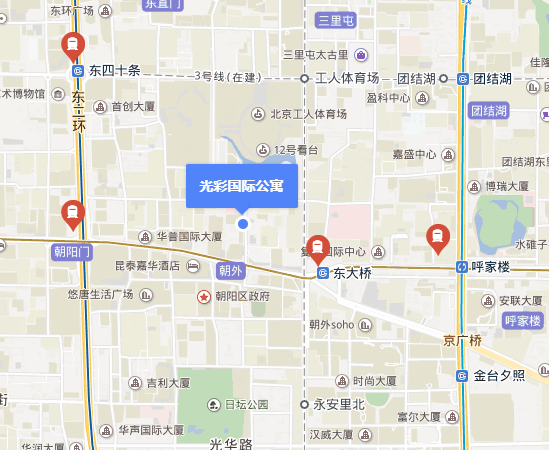 东环广场
东直门
三里屯
三里屯太古里
东四十条
3号线(在建)
工人体育场
团结湖
团结湖
术博物馆
首创大厦
盈科中心
北京工人体育场
团结湖
东二环
12号看台
嘉盛中心
团结湖东
光彩国际公寓
博瑞大厦
华普国际大厦
国际中心
水碓子
朝阳门
昆泰嘉华酒店
朝外
东大桥
呼家楼
悠唐生活广场
朝阳区政府
安联大厦
朝外soho
呼家楼
京广桥
吉利大厦
时尚大厦
金台夕照
日坛公园
永安里北
街
富尔大厦
华声国际大厦
汉威大厦
华润大厦
光华路